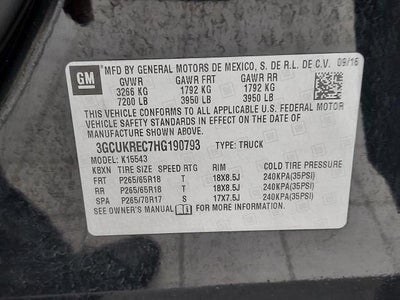 GM MFD BY GENERAL MOTORS DE MEXICO, S. DE R.L. DE C.V. 09/16
GVWR GAWR FRT GAWR RR
3266 KG 1792 KG 1792 KG
7200 LB 3950 LB 3950 LB
THIS VEHICLE CONFORMS TO ALL APPLICABLE U.S. FEDERAL MOTOR
VEHICLE SAFETY STANDARDS IN EFFECT ON THE DATE OF
MANUFACTURE SHOWN ABOVE.
3GCUKREC7HG190793 TYPE: TRUCK
MODEL: K15543
KBXN TIRE SIZE SPEED RTG RIM COLD TIRE PRESSURE
FRT P265/65R18 T 18X8.5J 240KPA(35PSI)
RR P265/65R18 T 18X8.5J 240KPA(35PSI)
SPA P265/70R17 S 17X7.5J 240KPA(35PSI)
SEE OWNER'S MANUAL FOR MORE INFORMATION.